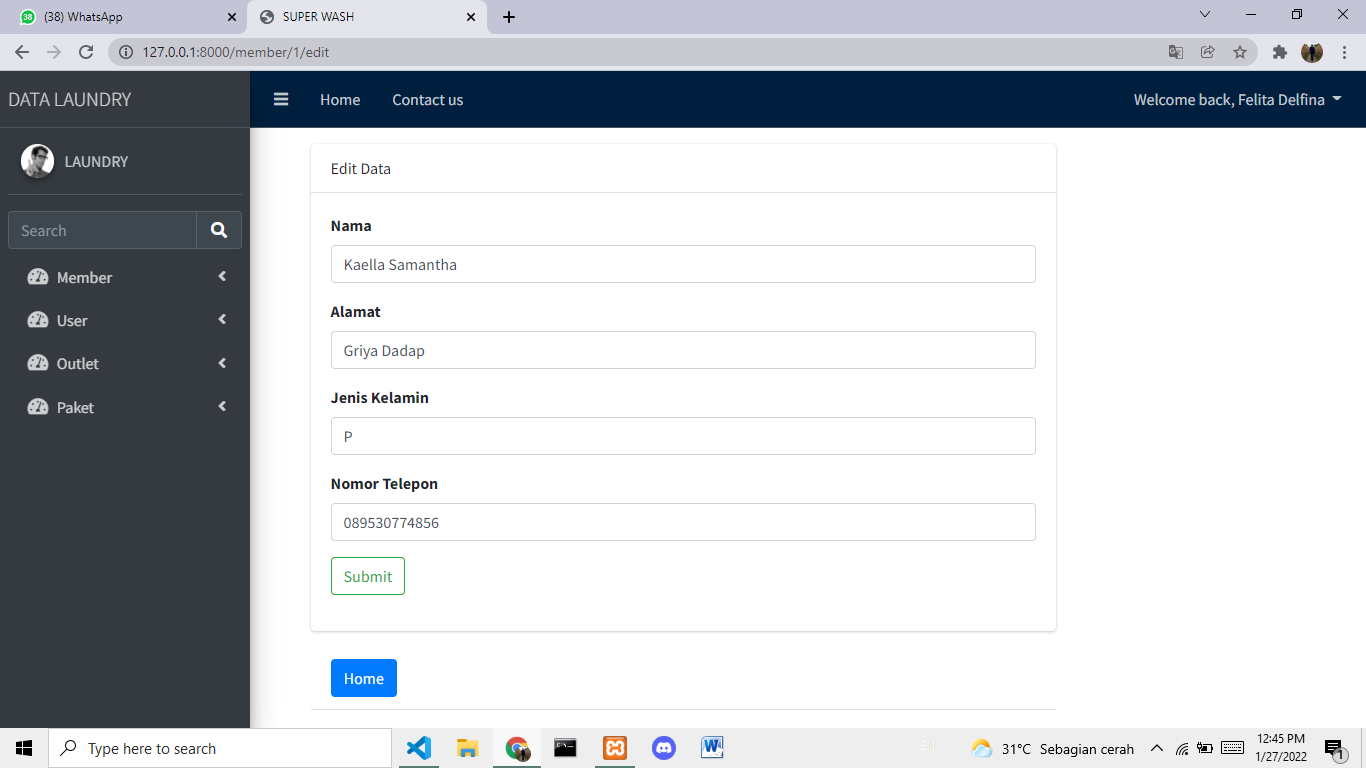 (38) WhatsApp
SUPER WASH
127.0.0.1:8000/member/1/edit
DATA LAUNDRY
Home
Contact us
Welcome back, Felita Delfina
LAUNDRY
Search
Member
User
Outlet
Paket
Edit Data
Nama
Kaella Samantha
Alamat
Griya Dadap
Jenis Kelamin
P
Nomor Telepon
089530774856
Submit
Home
Type here to search
31°C Sebagian cerah
12:45 PM
1/27/2022
1